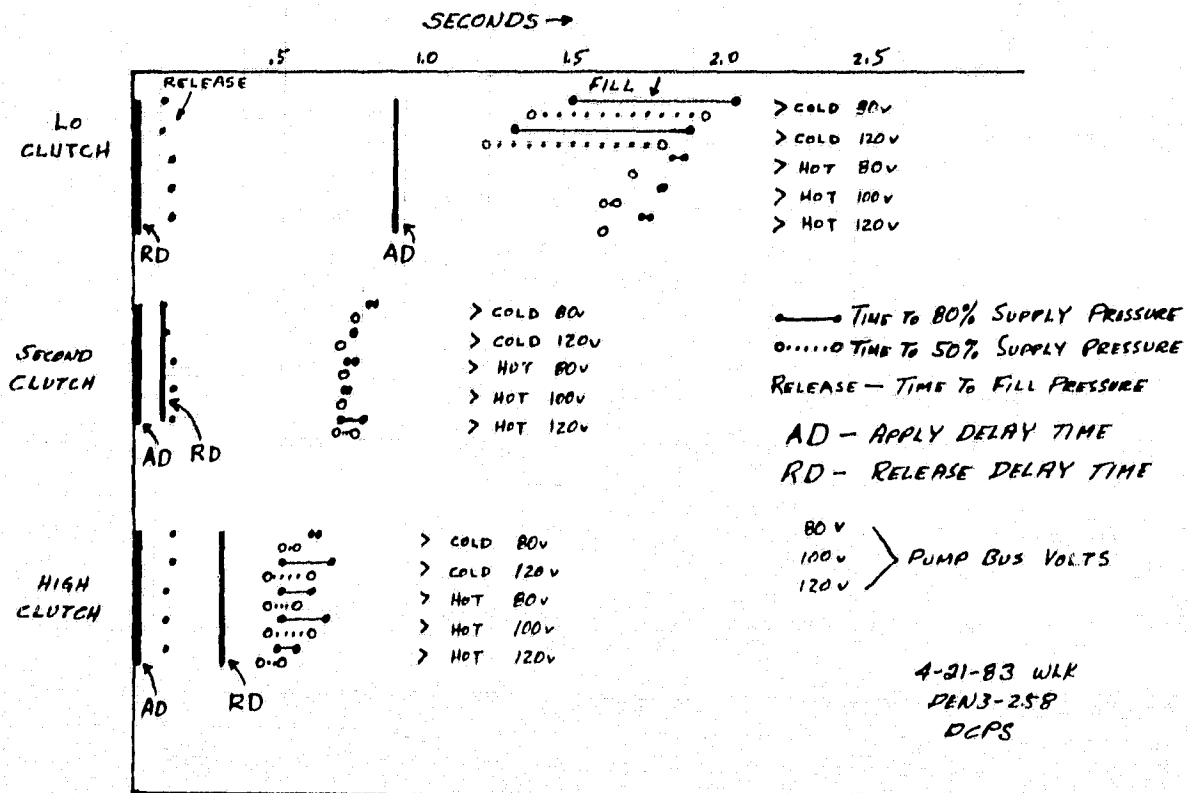 SECONDS →
.5 1.0 1.5 2.0 2.5
RELEASE
FILL ↓
LO
CLUTCH
> COLD 80v
> COLD 120v
> HOT 80v
> HOT 100v
> HOT 120v
RD
AD
SECOND
CLUTCH
> COLD 80v
> COLD 120v
> HOT 80v
> HOT 100v
> HOT 120v
AD RD
TIME TO 80% SUPPLY PRESSURE
TIME TO 50% SUPPLY PRESSURE
RELEASE — TIME TO FILL PRESSURE
AD - APPLY DELAY TIME
RD - RELEASE DELAY TIME
HIGH
CLUTCH
> COLD 80v
> COLD 120v
> HOT 80v
> HOT 100v
> HOT 120v
AD
RD
80 v
100v
120v
PUMP BUS VOLTS
4-21-83 WLK
DEN3-258
DCPS